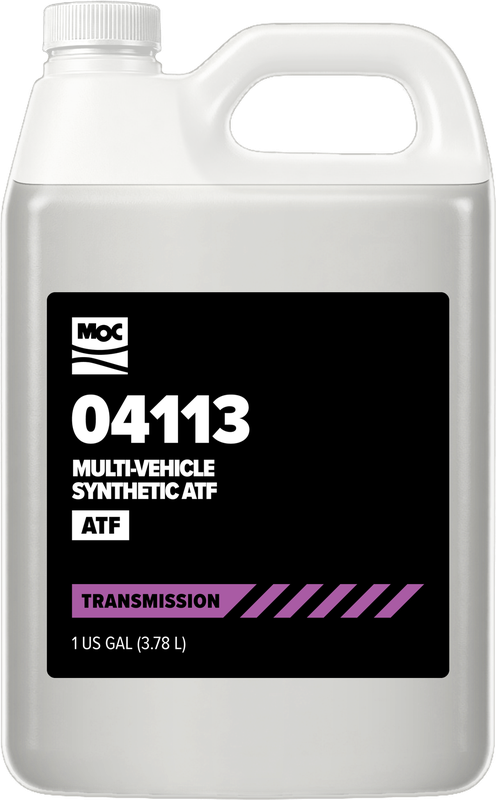 MOC
04113
MULTI-VEHICLE
SYNTHETIC ATF
ATF
TRANSMISSION
1 US GAL (3.78 L)